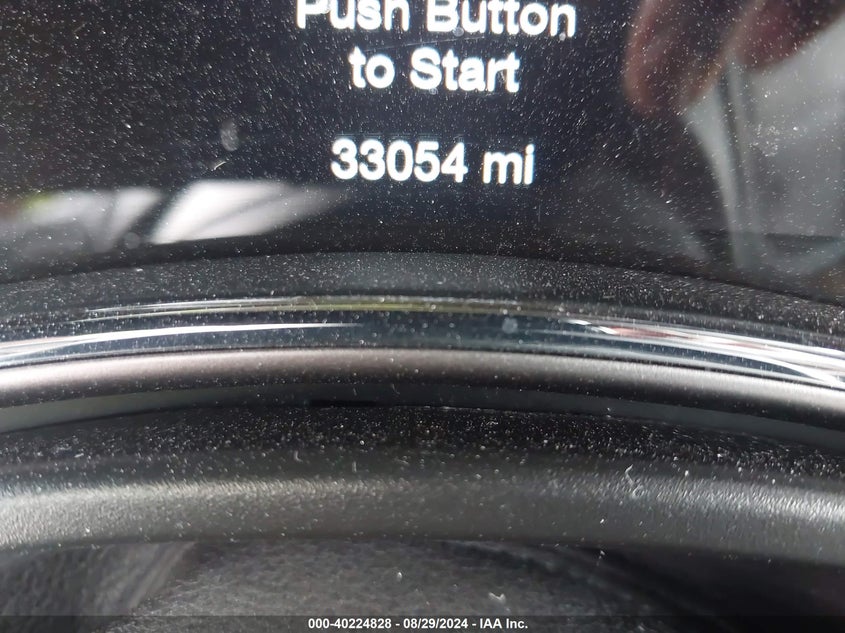 Push Button
to Start
33054 mi
000-40224828 - 08/29/2024 - IAA Inc.